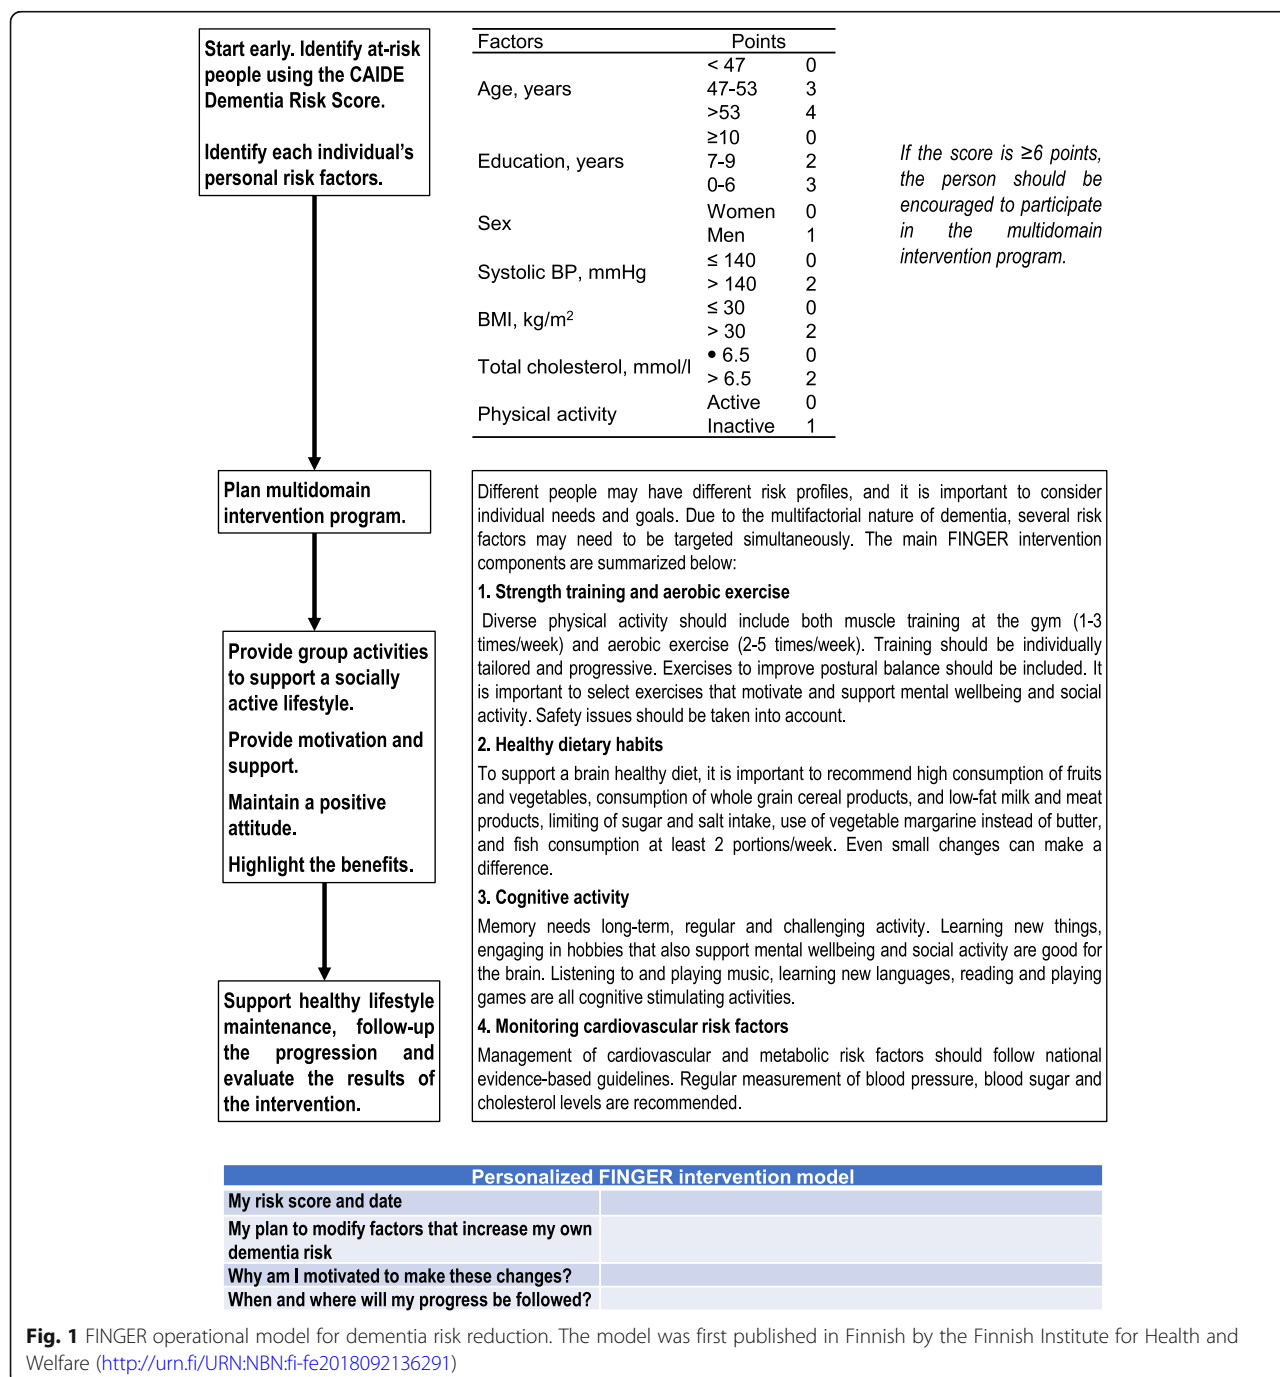 Start early. Identify at-risk
people using the CAIDE
Dementia Risk Score.
Identify each individual's
personal risk factors.
Factors Points
Age, years
< 47 0
47-53 3
>53 4
Education, years
≥10 0
7-9 2
0-6 3
Sex
Women 0
Men 1
Systolic BP, mmHg
≤ 140 0
> 140 2
BMI, kg/m²
≤ 30 0
> 30 2
Total cholesterol, mmol/l
• 6.5 0
> 6.5 2
Physical activity
Active 0
Inactive 1
If the score is ≥6 points,
the person should be
encouraged to participate
in the multidomain
intervention program.
Plan multidomain
intervention program.
Provide group activities
to support a socially
active lifestyle.
Provide motivation and
support.
Maintain a positive
attitude.
Highlight the benefits.
Support healthy lifestyle
maintenance, follow-up
the progression and
evaluate the results of
the intervention.
Different people may have different risk profiles, and it is important to consider
individual needs and goals. Due to the multifactorial nature of dementia, several risk
factors may need to be targeted simultaneously. The main FINGER intervention
components are summarized below:
1. Strength training and aerobic exercise
Diverse physical activity should include both muscle training at the gym (1-3
times/week) and aerobic exercise (2-5 times/week). Training should be individually
tailored and progressive. Exercises to improve postural balance should be included. It
is important to select exercises that motivate and support mental wellbeing and social
activity. Safety issues should be taken into account.
2. Healthy dietary habits
To support a brain healthy diet, it is important to recommend high consumption of fruits
and vegetables, consumption of whole grain cereal products, and low-fat milk and meat
products, limiting of sugar and salt intake, use of vegetable margarine instead of butter,
and fish consumption at least 2 portions/week. Even small changes can make a
difference.
3. Cognitive activity
Memory needs long-term, regular and challenging activity. Learning new things,
engaging in hobbies that also support mental wellbeing and social activity are good for
the brain. Listening to and playing music, learning new languages, reading and playing
games are all cognitive stimulating activities.
4. Monitoring cardiovascular risk factors
Management of cardiovascular and metabolic risk factors should follow national
evidence-based guidelines. Regular measurement of blood pressure, blood sugar and
cholesterol levels are recommended.
Personalized FINGER intervention model
My risk score and date
My plan to modify factors that increase my own
dementia risk
Why am I motivated to make these changes?
When and where will my progress be followed?
Fig. 1 FINGER operational model for dementia risk reduction. The model was first published in Finnish by the Finnish Institute for Health and
Welfare (http://urn.fi/URN:NBN:fi-fe2018092136291)